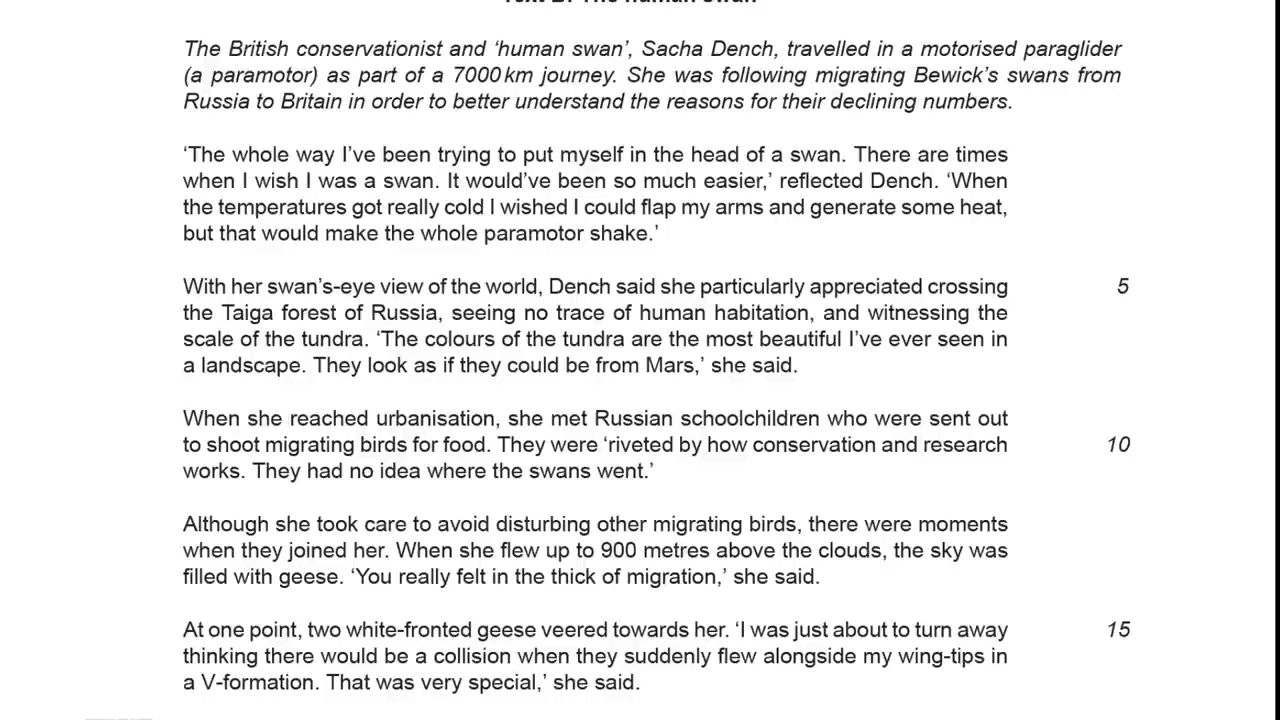 The British conservationist and ‘human swan’, Sacha Dench, travelled in a motorised paraglider
(a paramotor) as part of a 7000 km journey. She was following migrating Bewick’s swans from
Russia to Britain in order to better understand the reasons for their declining numbers.
‘The whole way I’ve been trying to put myself in the head of a swan. There are times
when I wish I was a swan. It would’ve been so much easier,’ reflected Dench. ‘When
the temperatures got really cold I wished I could flap my arms and generate some heat,
but that would make the whole paramotor shake.’
With her swan’s-eye view of the world, Dench said she particularly appreciated crossing 5
the Taiga forest of Russia, seeing no trace of human habitation, and witnessing the
scale of the tundra. ‘The colours of the tundra are the most beautiful I’ve ever seen in
a landscape. They look as if they could be from Mars,’ she said.
When she reached urbanisation, she met Russian schoolchildren who were sent out
to shoot migrating birds for food. They were ‘riveted by how conservation and research 10
works. They had no idea where the swans went.’
Although she took care to avoid disturbing other migrating birds, there were moments
when they joined her. When she flew up to 900 metres above the clouds, the sky was
filled with geese. ‘You really felt in the thick of migration,’ she said.
At one point, two white-fronted geese veered towards her. ‘I was just about to turn away 15
thinking there would be a collision when they suddenly flew alongside my wing-tips in
a V-formation. That was very special,’ she said.